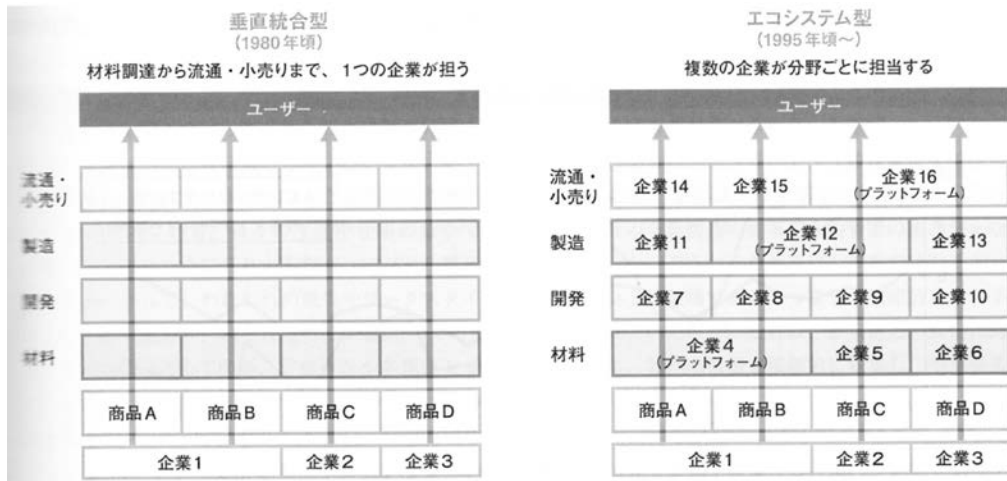 垂直統合型
(1980年頃)
材料調達から流通・小売りまで、1つの企業が担う
ユーザー
流通・
小売り
製造
開発
材料
商品A 商品B 商品C 商品D
企業1 企業2 企業3
エコシステム型
(1995年頃〜)
複数の企業が分野ごとに担当する
ユーザー
流通・
小売り
企業14 企業15 企業16
(プラットフォーム)
製造 企業11 企業12 企業13
(プラットフォーム)
開発 企業7 企業8 企業9 企業10
材料 企業4 企業5 企業6
(プラットフォーム)
商品A 商品B 商品C 商品D
企業1 企業2 企業3